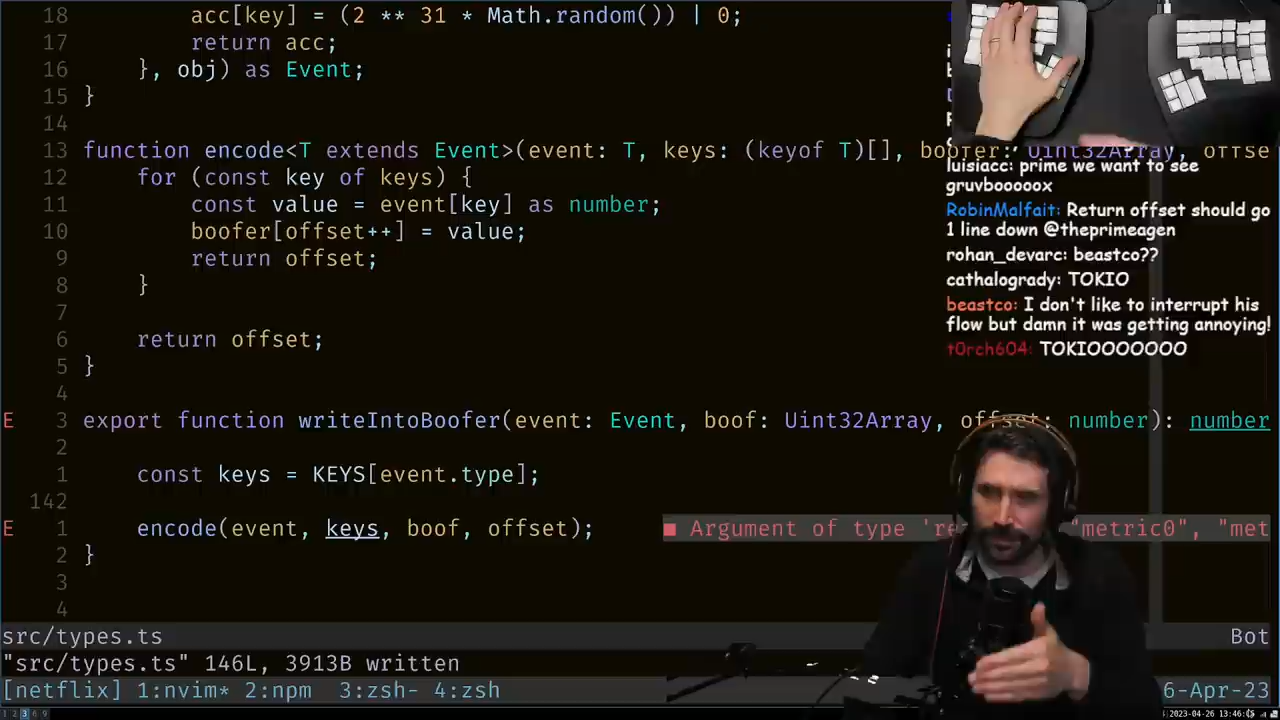 18 acc[key] = (2 ** 31 * Math.random()) | 0;
17 return acc;
16 }, obj) as Event;
15 }
14
13 function encode<T extends Event>(event: T, keys: (keyof T)[], boofer: Uint32Array, offse
12 for (const key of keys) {
11 const value = event[key] as number;
10 boofer[offset++] = value;
9 return offset;
8 }
7
6 return offset;
5 }
4
E 3 export function writeIntoBoofer(event: Event, boof: Uint32Array, offset: number): number
2
1 const keys = KEYS[event.type];
142
E 1 encode(event, keys, boof, offset); ■ Argument of type 're "metric0", "met
2 }
3
4
src/types.ts Bot
"src/types.ts" 146L, 3913B written
[netflix] 1:nvim* 2:npm 3:zsh- 4:zsh 6-Apr-23
luisiacc: prime we want to see
gruvboooox
RobinMalfait: Return offset should go
1 line down @theprimeagen
rohan_devarc: beastco??
cathalogrady: TOKIO
beastco: I don't like to interrupt his
flow but damn it was getting annoying!
t0rch604: TOKIOOOOOOO